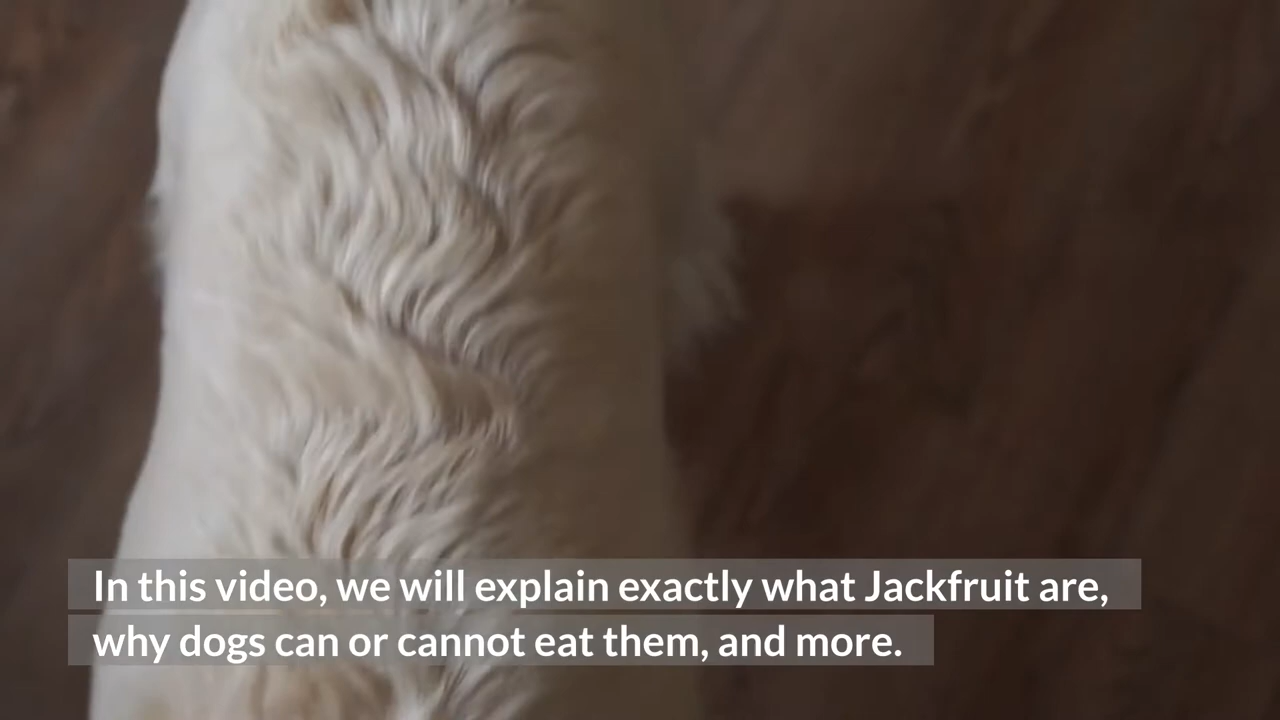 In this video, we will explain exactly what Jackfruit are,
why dogs can or cannot eat them, and more.